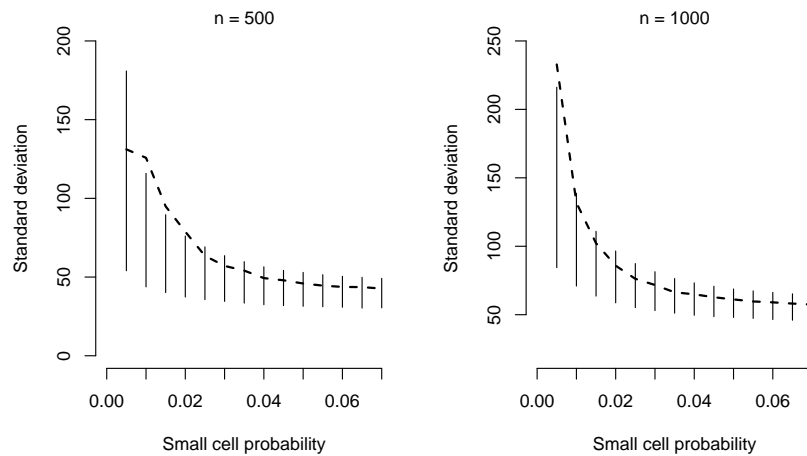 n = 500
200
150
100
50
0
Standard deviation
0.00 0.02 0.04 0.06
Small cell probability
n = 1000
250
200
150
100
50
Standard deviation
0.00 0.02 0.04 0.06
Small cell probability